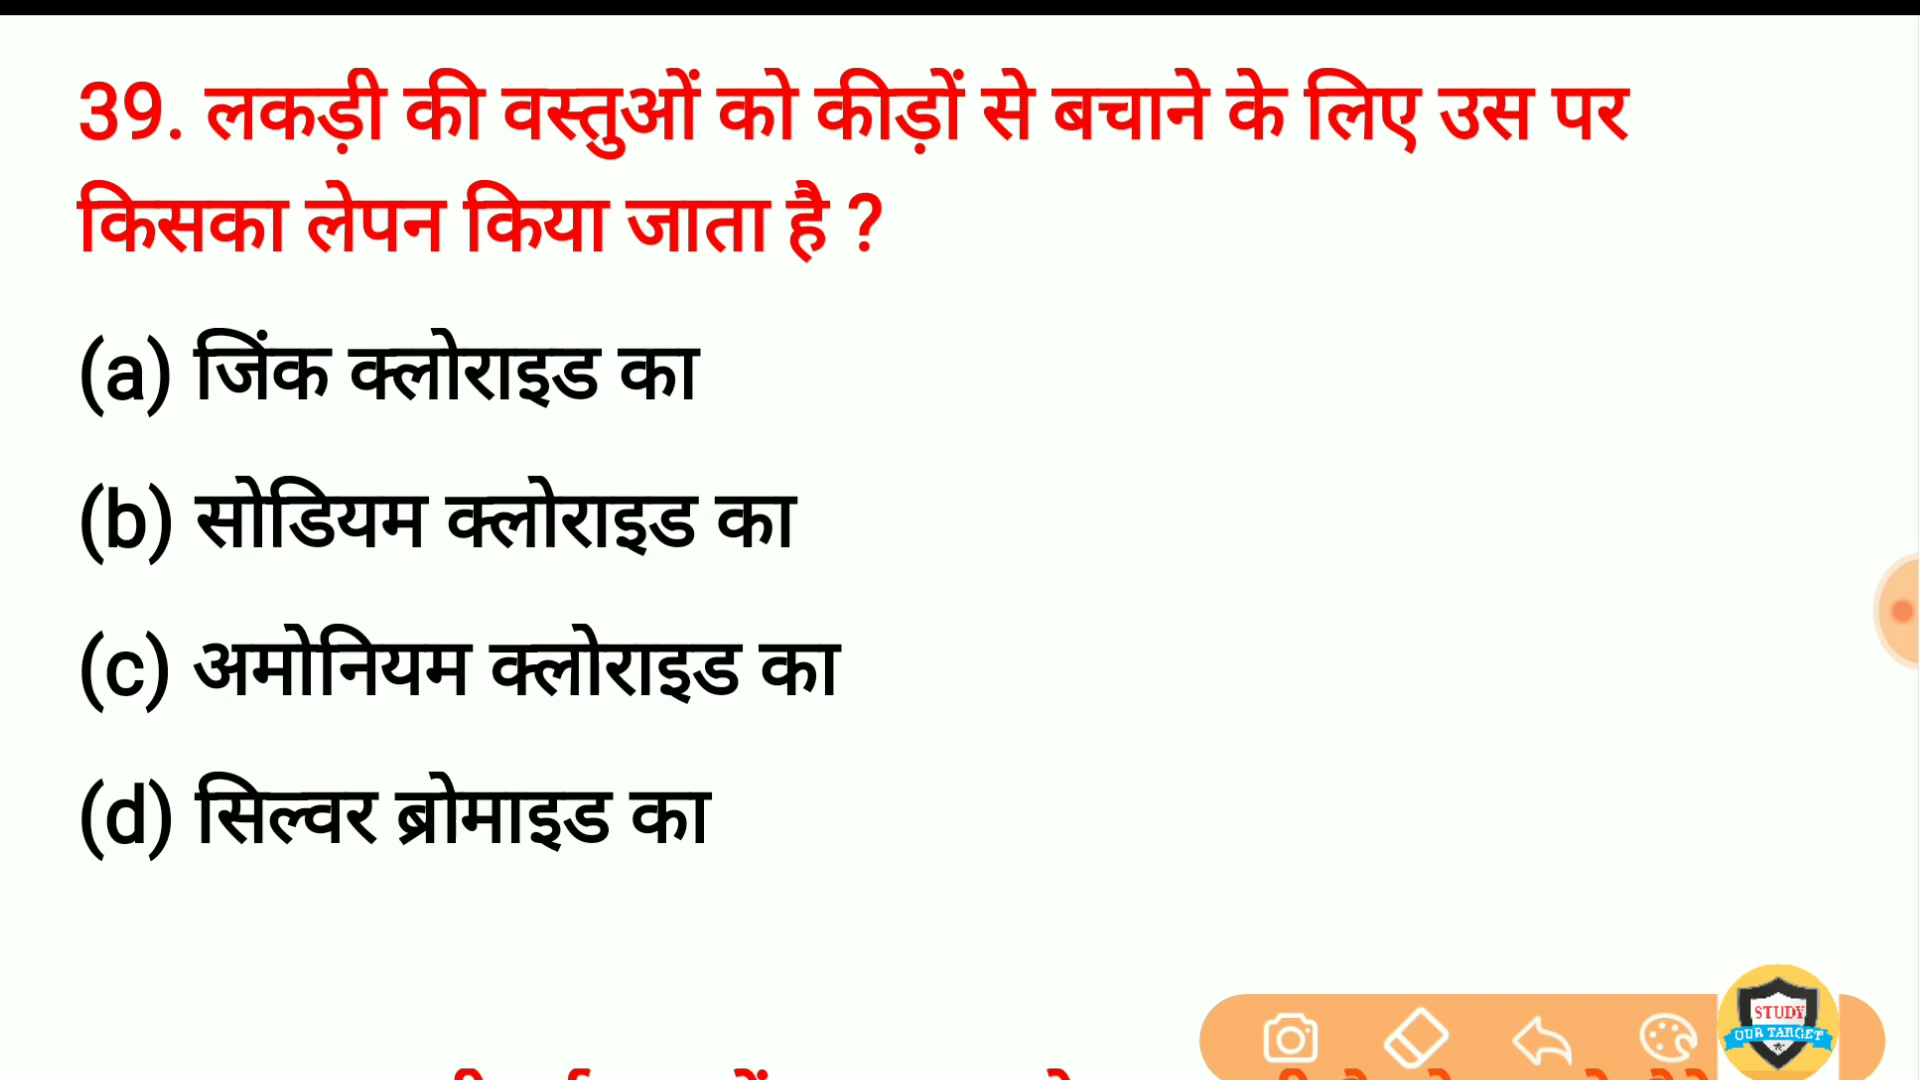 39. लकड़ी की वस्तुओं को कीड़ों से बचाने के लिए उस पर
किसका लेपन किया जाता है ?
(a) जिंक क्लोराइड का
(b) सोडियम क्लोराइड का
(c) अमोनियम क्लोराइड का
(d) सिल्वर ब्रोमाइड का
STUDY
OUR TARGET